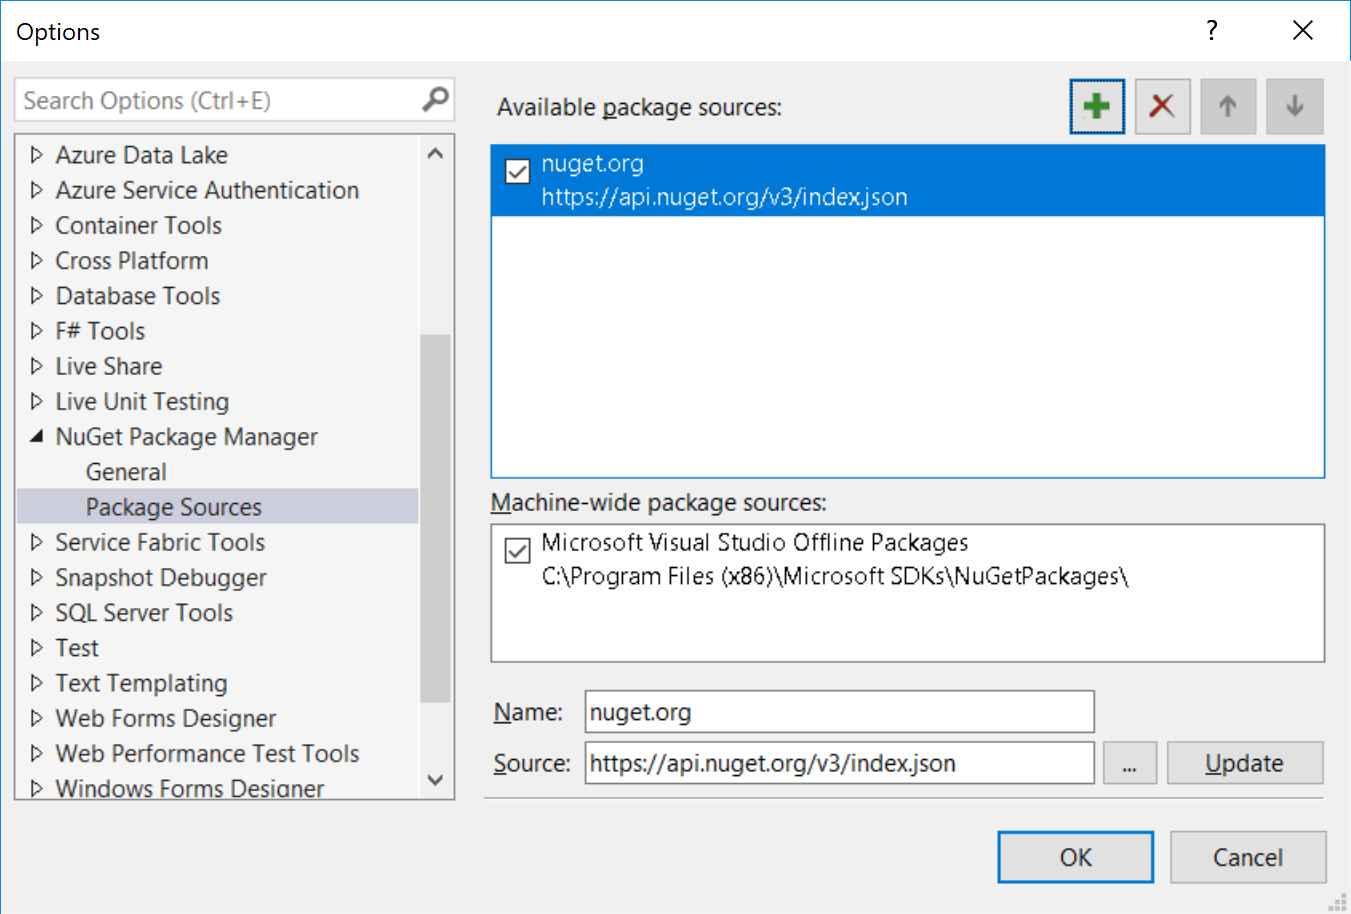 Options
?
Search Options (Ctrl+E)
Azure Data Lake
Azure Service Authentication
Container Tools
Cross Platform
Database Tools
F# Tools
Live Share
Live Unit Testing
NuGet Package Manager
General
Package Sources
Service Fabric Tools
Snapshot Debugger
SQL Server Tools
Test
Text Templating
Web Forms Designer
Web Performance Test Tools
Windows Forms Designer
Available package sources:
nuget.org
https://api.nuget.org/v3/index.json
Machine-wide package sources:
Microsoft Visual Studio Offline Packages
C:\Program Files (x86)\Microsoft SDKs\NuGetPackages\
Name: nuget.org
Source: https://api.nuget.org/v3/index.json ... Update
OK Cancel